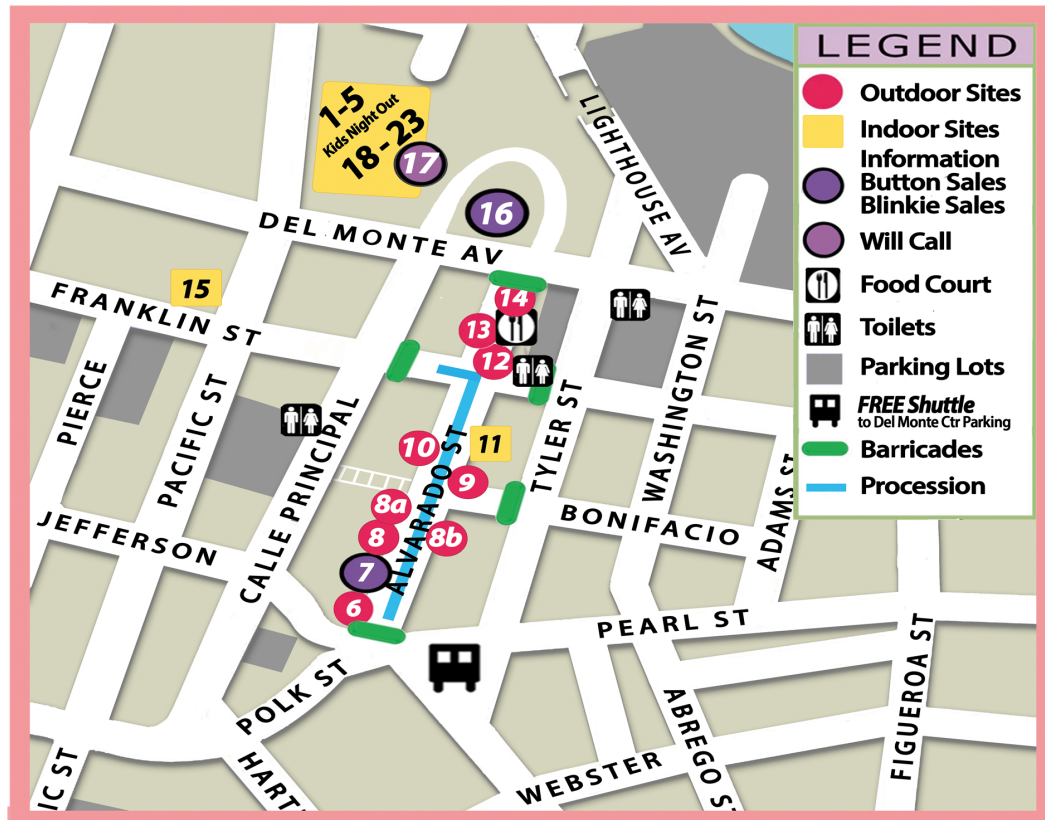 LEGEND
Outdoor Sites
Indoor Sites
Information
Button Sales
Blinkie Sales
Will Call
Food Court
Toilets
Parking Lots
FREE Shuttle
to Del Monte Ctr Parking
Barricades
Procession
1-5
Kids Night Out
18 - 23
17
16
LIGHTHOUSE AV
DEL MONTE AV
15
FRANKLIN ST
14
13
12
PIERCE
PACIFIC ST
CALLE PRINCIPAL
ALVARADO ST
TYLER ST
WASHINGTON ST
ADAMS ST
10
11
9
8a
8
8b
7
6
JEFFERSON
BONIFACIO
PEARL ST
POLK ST
HART
ABREGO S
FIGUEROA ST
WEBSTER
IC ST